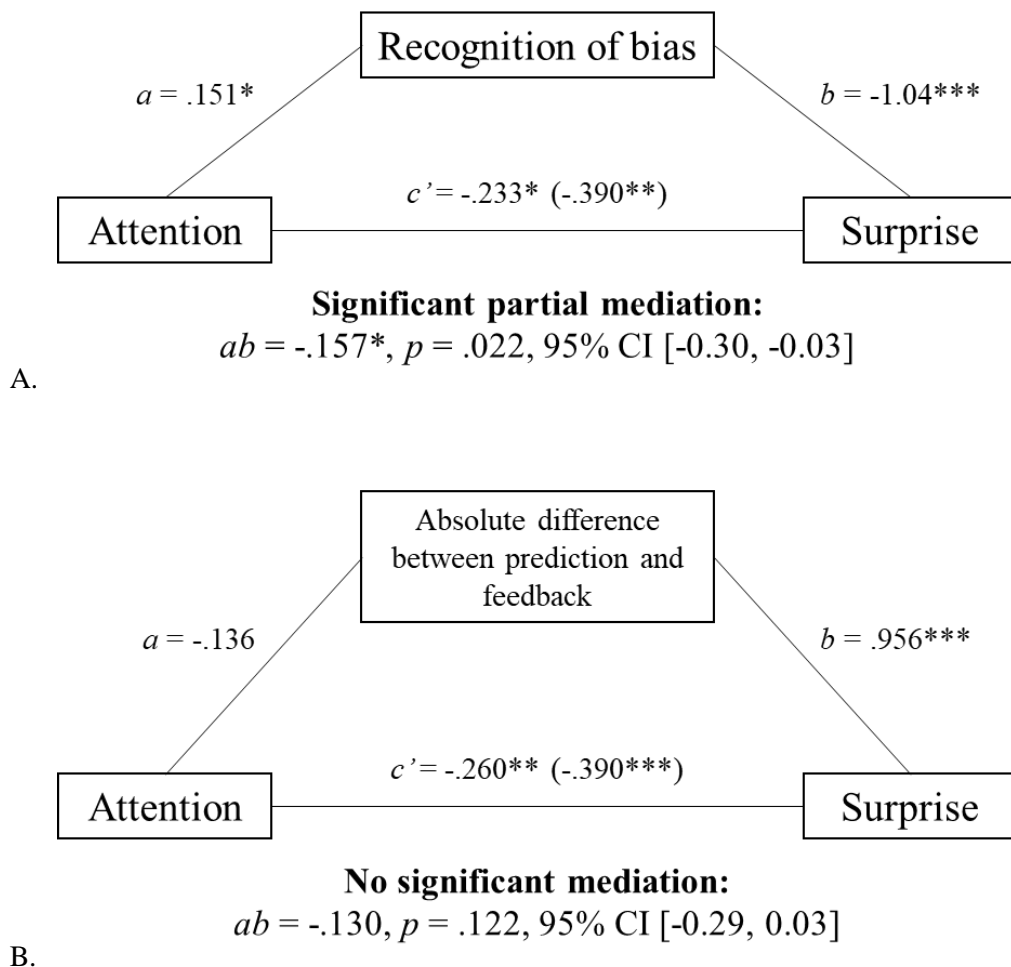 Recognition of bias
a = .151*
b = -1.04***
c’= -.233* (-.390**)
Attention
Surprise
Significant partial mediation:
ab = -.157*, p = .022, 95% CI [-0.30, -0.03]
A.
Absolute difference
between prediction and
feedback
a = -.136
b = .956***
c’= -.260** (-.390***)
Attention
Surprise
No significant mediation:
ab = -.130, p = .122, 95% CI [-0.29, 0.03]
B.